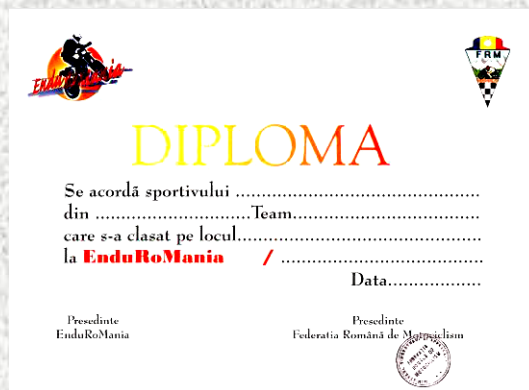 EnduRoMania
FRM
DIPLOMA
Se acordă sportivului ................................................
din ............................Team.....................................
care s-a clasat pe locul................................................
la EnduRoMania / ........................................
Data..................
Presedinte
EnduRoMania
Presedinte
Federatia Română de Motociclism